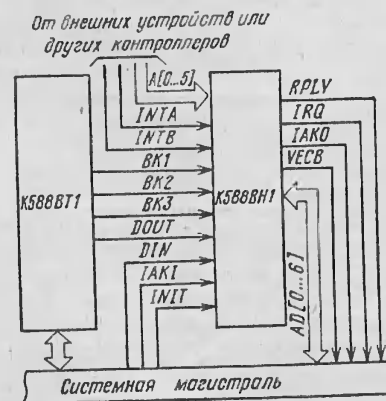 От внешних устройств или
других контроллеров
A[0...5]
RPLY
INTA
IRQ
INTB
IAKO
BK1
VECB
K588BT1
BK2
K588BH1
BK3
DOUT
DIN
IAKI
INIT
AD[0...6]
Системная магистраль